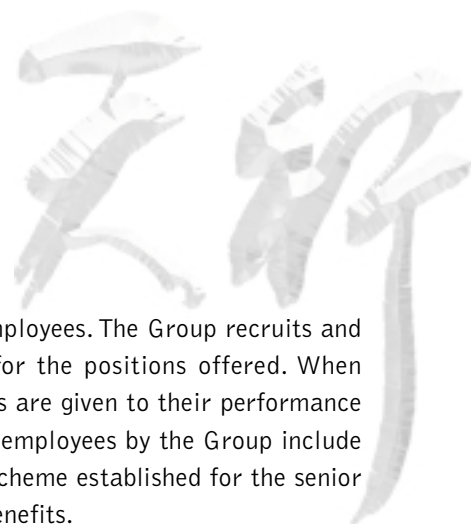 mployees. The Group recruits and
for the positions offered. When
s are given to their performance
employees by the Group include
cheme established for the senior
enefits.